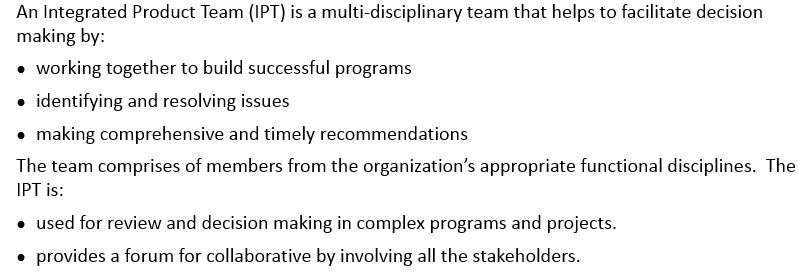 An Integrated Product Team (IPT) is a multi-disciplinary team that helps to facilitate decision
making by:
• working together to build successful programs
• identifying and resolving issues
• making comprehensive and timely recommendations
The team comprises of members from the organization's appropriate functional disciplines.  The
IPT is:
• used for review and decision making in complex programs and projects.
• provides a forum for collaborative by involving all the stakeholders.